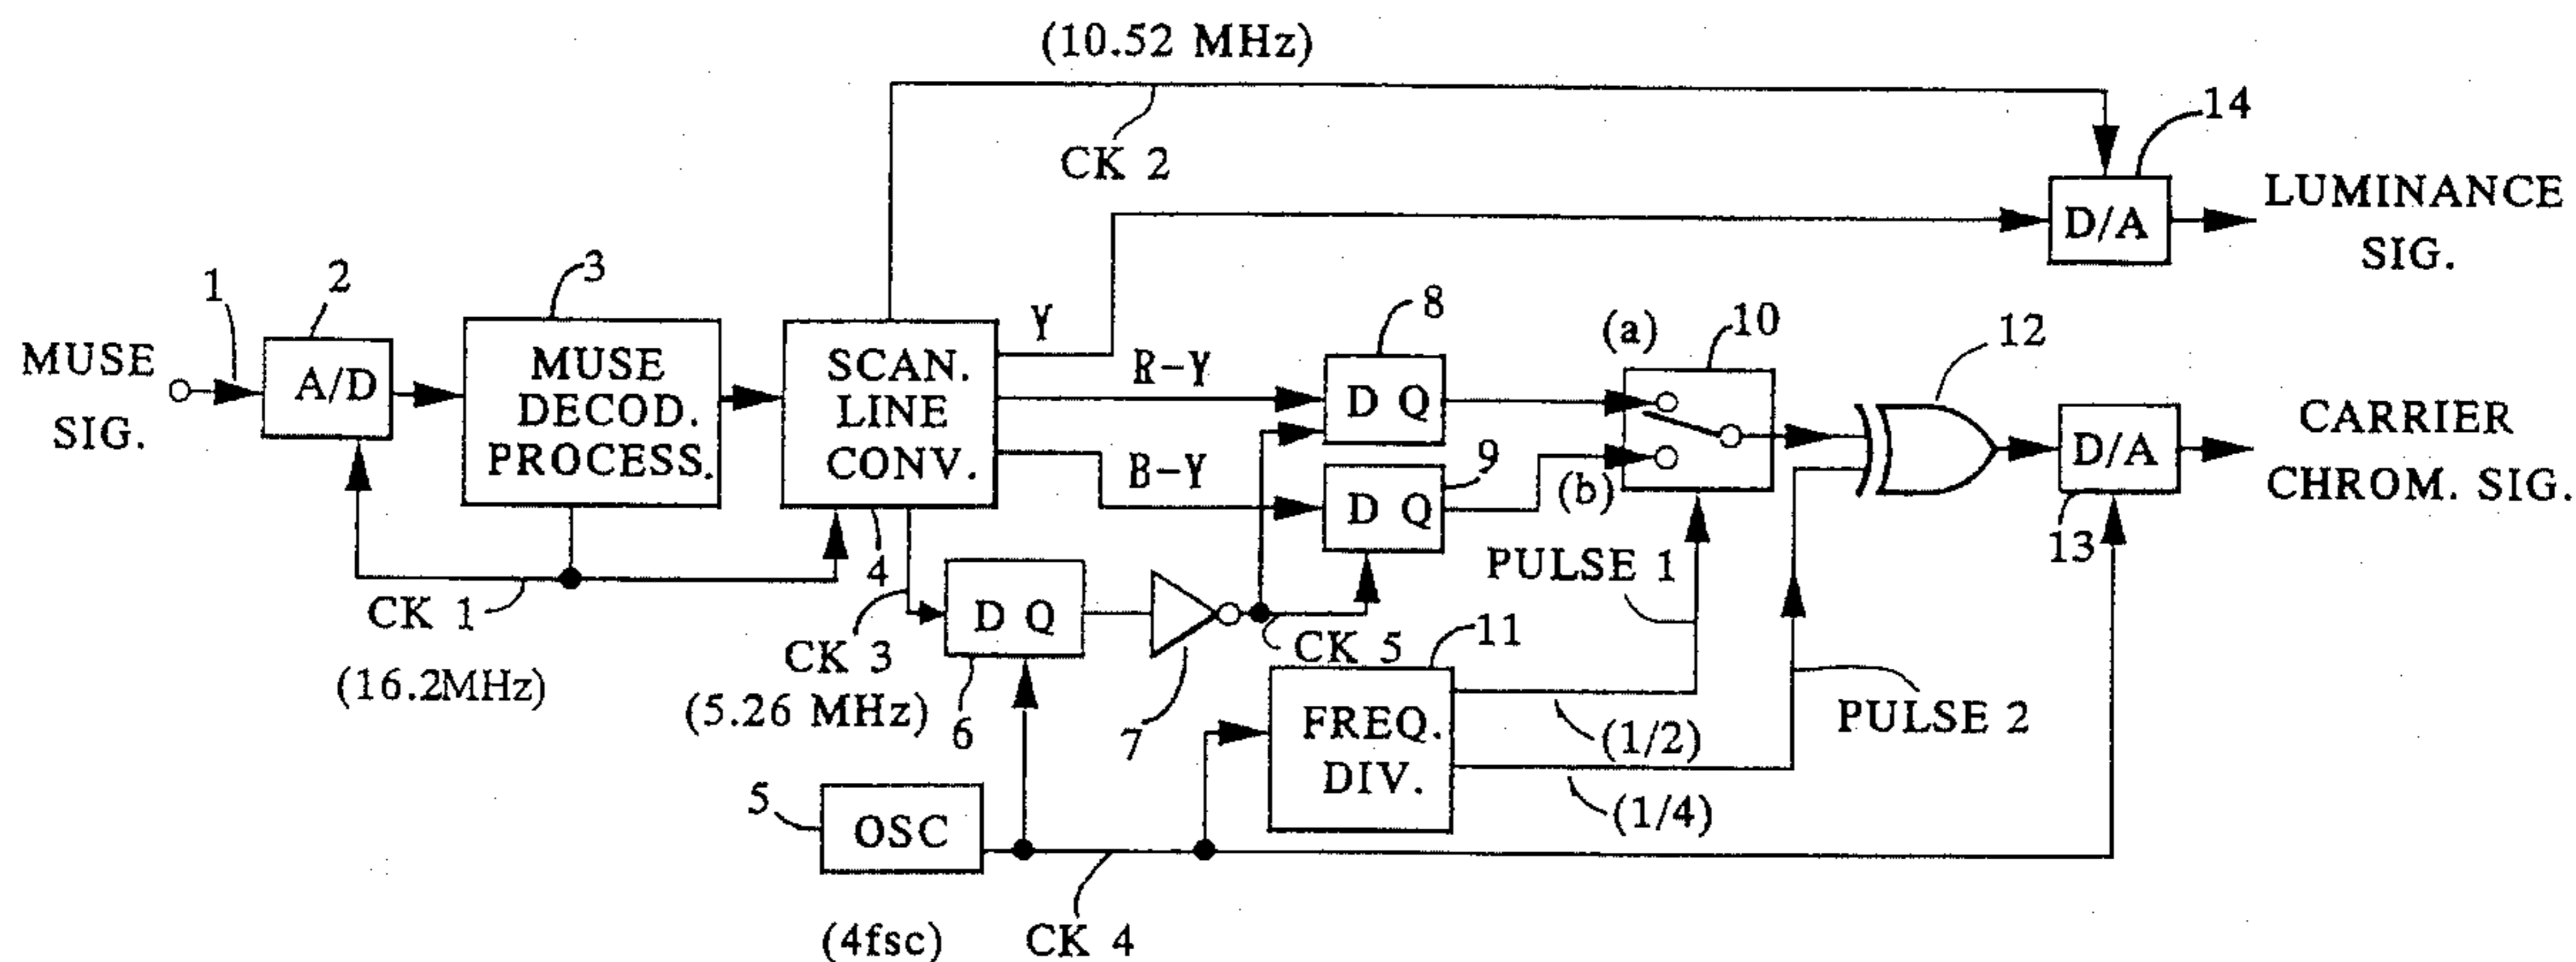 (10.52 MHz)
CK 2
14
D/A
LUMINANCE
SIG.
1
2
3
MUSE
SIG.
A/D
MUSE
DECOD.
PROCESS.
SCAN.
LINE
CONV.
4
Y
R-Y
B-Y
8
D Q
9
D Q
(a)
(b)
10
12
D/A
13
CARRIER
CHROM. SIG.
CK 1
(16.2MHz)
CK 3
(5.26 MHz)
D Q
6
7
CK 5
PULSE 1
11
FREQ.
DIV.
(1/2)
(1/4)
PULSE 2
5
OSC
(4fsc)
CK 4